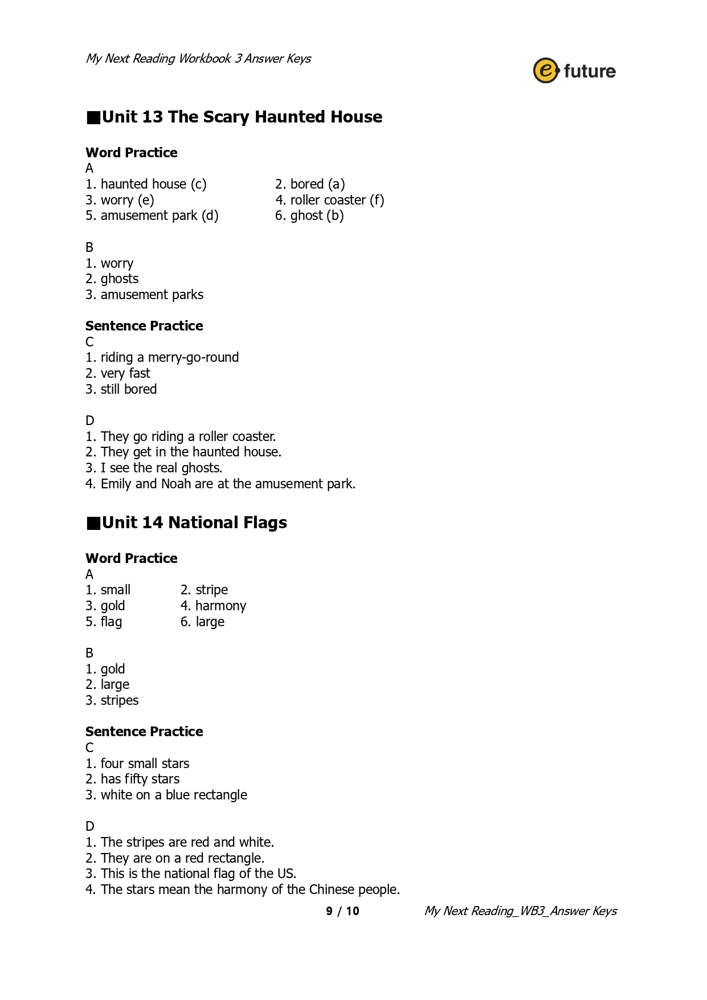 My Next Reading Workbook 3 Answer Keys
e future
■Unit 13 The Scary Haunted House
Word Practice
A
1. haunted house (c) 2. bored (a)
3. worry (e) 4. roller coaster (f)
5. amusement park (d) 6. ghost (b)
B
1. worry
2. ghosts
3. amusement parks
Sentence Practice
C
1. riding a merry-go-round
2. very fast
3. still bored
D
1. They go riding a roller coaster.
2. They get in the haunted house.
3. I see the real ghosts.
4. Emily and Noah are at the amusement park.
■Unit 14 National Flags
Word Practice
A
1. small 2. stripe
3. gold 4. harmony
5. flag 6. large
B
1. gold
2. large
3. stripes
Sentence Practice
C
1. four small stars
2. has fifty stars
3. white on a blue rectangle
D
1. The stripes are red and white.
2. They are on a red rectangle.
3. This is the national flag of the US.
4. The stars mean the harmony of the Chinese people.
9 / 10 My Next Reading_WB3_Answer Keys